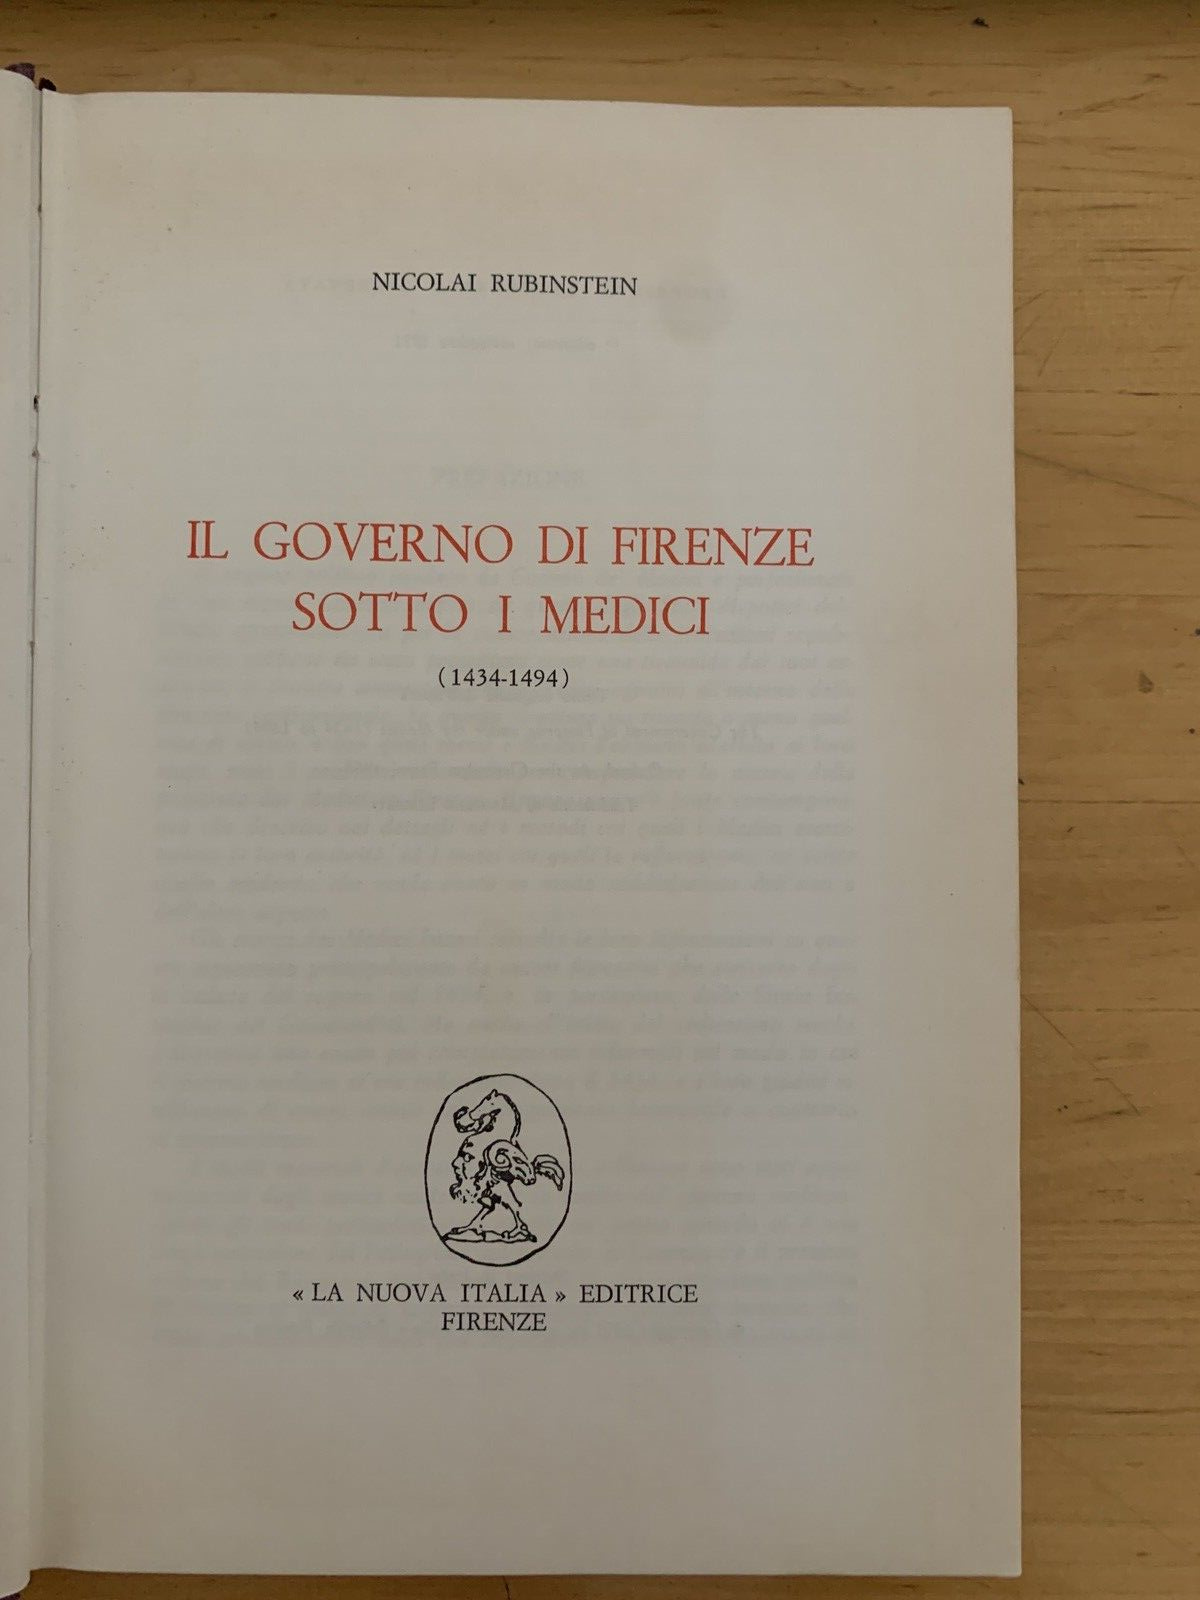 NICOLAI RUBINSTEIN
IL GOVERNO DI FIRENZE
SOTTO I MEDICI
(1434-1494)
« LA NUOVA ITALIA » EDITRICE
FIRENZE